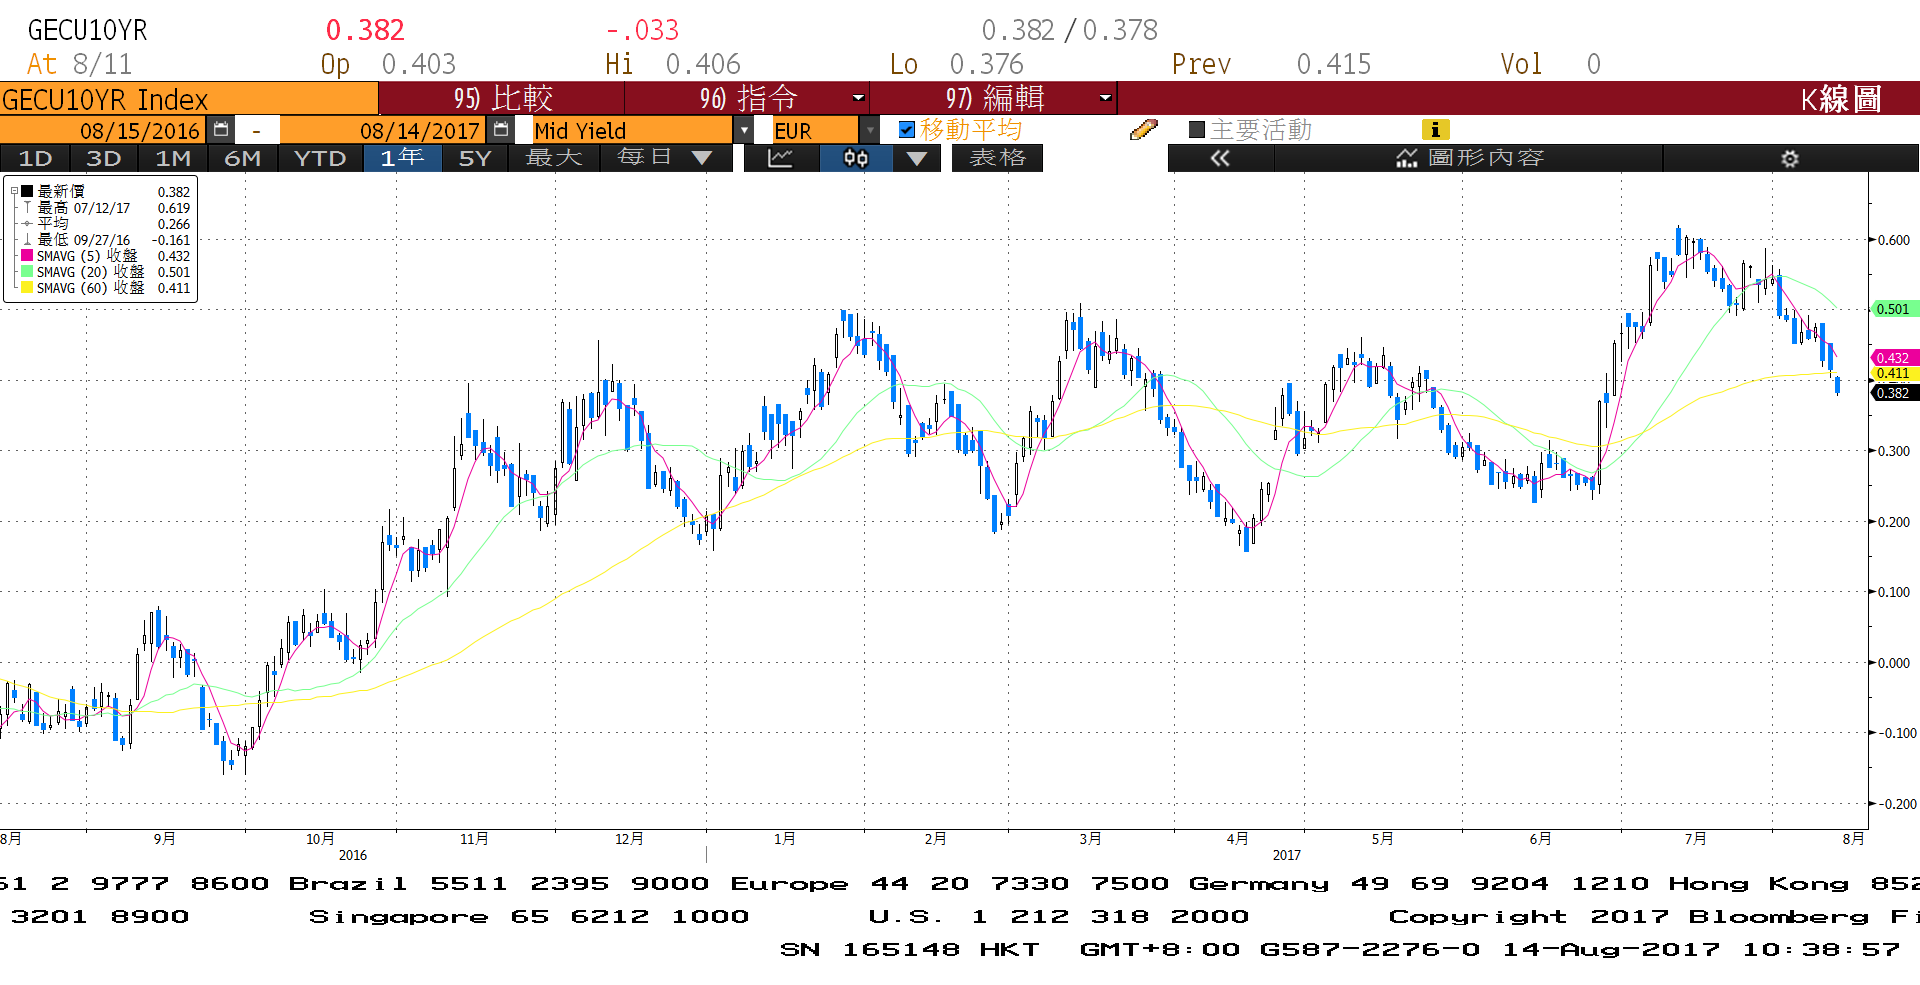 GECU10YR 0.382 -.033 0.382 / 0.378
At 8/11 Op 0.403 Hi 0.406 Lo 0.376 Prev 0.415 Vol 0
GECU10YR Index 95) 比較 96) 指令 97) 編輯 K線圖
08/15/2016 - 08/14/2017 Mid Yield EUR 移動平均 主要活動
1D 3D 1M 6M YTD 1年 5Y 最大 每日 表格 圖形內容
最新價 0.382
最高 07/12/17 0.619
平均 0.266
最低 09/27/16 -0.161
SMAVG (5) 收盤 0.432
SMAVG (20) 收盤 0.501
SMAVG (60) 收盤 0.411
0.600
0.501
0.432
0.411
0.382
0.300
0.200
0.100
0.000
-0.100
-0.200
8月 9月 10月 11月 12月 1月 2月 3月 4月 5月 6月 7月 8月
2016 2017
61 2 9777 8600 Brazil 5511 2395 9000 Europe 44 20 7330 7500 Germany 49 69 9204 1210 Hong Kong 852
3201 8900 Singapore 65 6212 1000 U.S. 1 212 318 2000 Copyright 2017 Bloomberg Fi
SN 165148 HKT GMT+8:00 G587-2276-0 14-Aug-2017 10:38:57